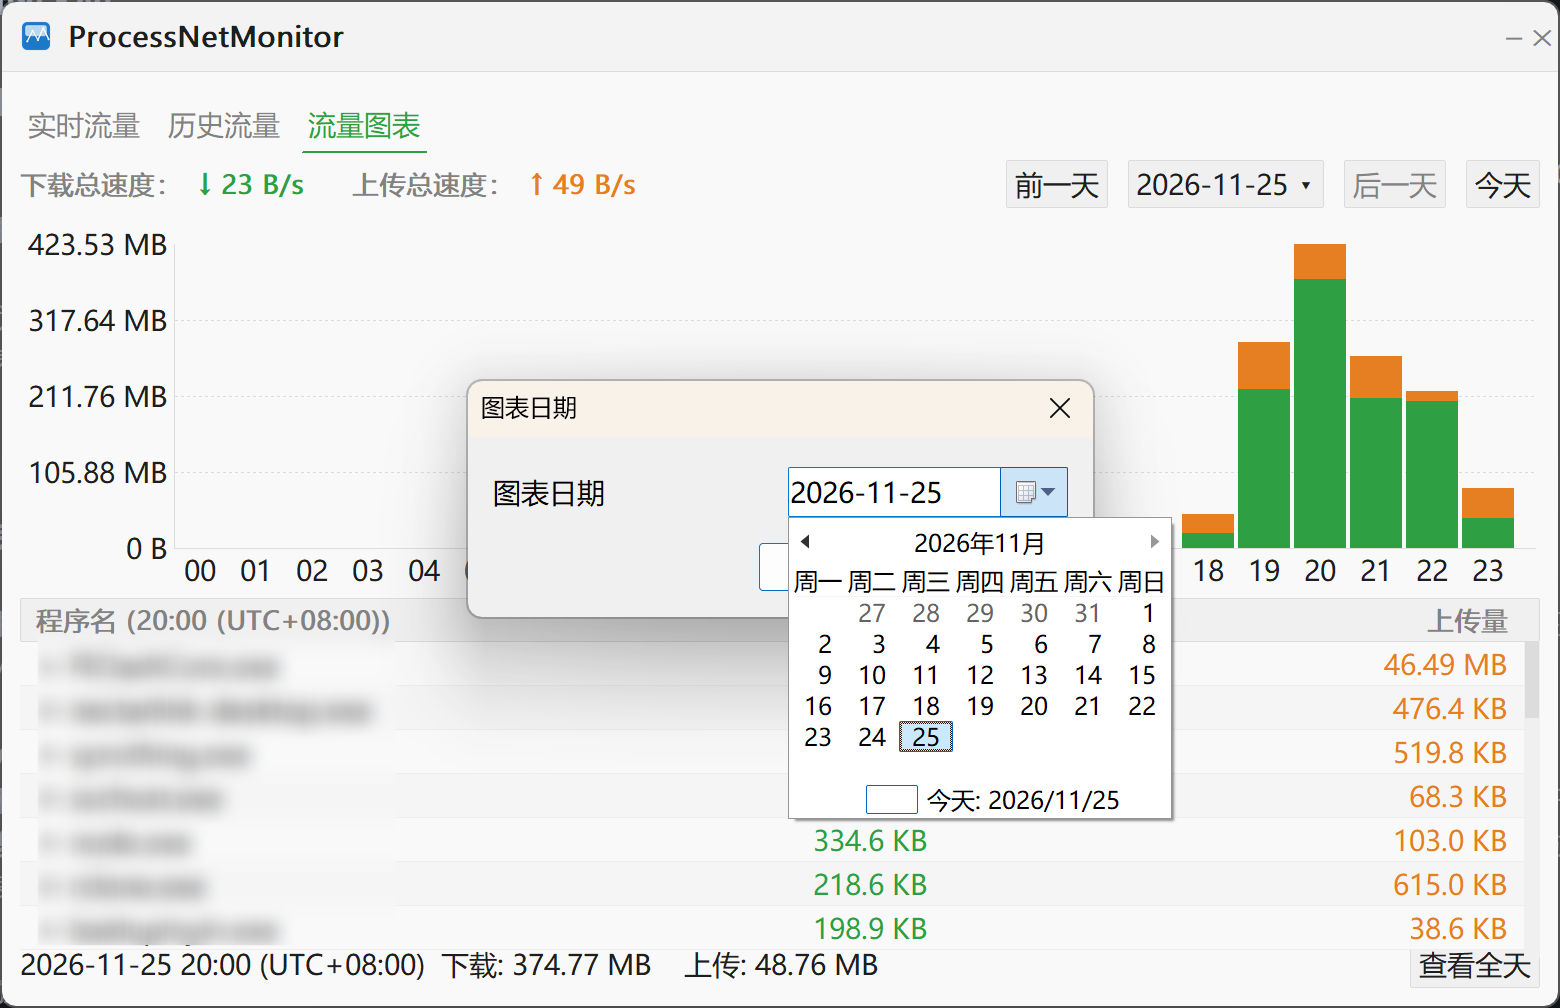 ProcessNetMonitor
实时流量 历史流量 流量图表
下载总速度: ↓ 23 B/s 上传总速度: ↑ 49 B/s 前一天 2026-11-25 ▾ 后一天 今天
423.53 MB
317.64 MB
211.76 MB
105.88 MB
0 B
00 01 02 03 04 18 19 20 21 22 23
图表日期
图表日期 2026-11-25
2026年11月
周一 周二 周三 周四 周五 周六 周日
27 28 29 30 31 1
2 3 4 5 6 7 8
9 10 11 12 13 14 15
16 17 18 19 20 21 22
23 24 25
今天: 2026/11/25
程序名 (20:00 (UTC+08:00)) 上传量
46.49 MB
476.4 KB
519.8 KB
68.3 KB
334.6 KB 103.0 KB
218.6 KB 615.0 KB
198.9 KB 38.6 KB
2026-11-25 20:00 (UTC+08:00) 下载: 374.77 MB 上传: 48.76 MB 查看全天